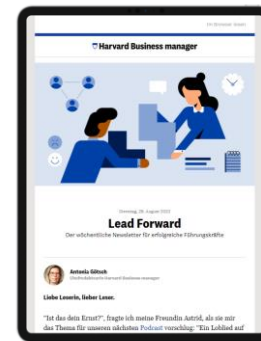 Im Browser lesen
Harvard Business manager
Dienstag, 29. August 2023
Lead Forward
Der wöchentliche Newsletter für erfolgreiche Führungskräfte
Antonia Götsch
Chefredakteurin Harvard Business manager
Liebe Leserin, lieber Leser,
"Ist das dein Ernst?", fragte ich meine Freundin Astrid, als sie mir
das Thema für unseren nächsten Podcast vorschlug: "Ein Loblied auf